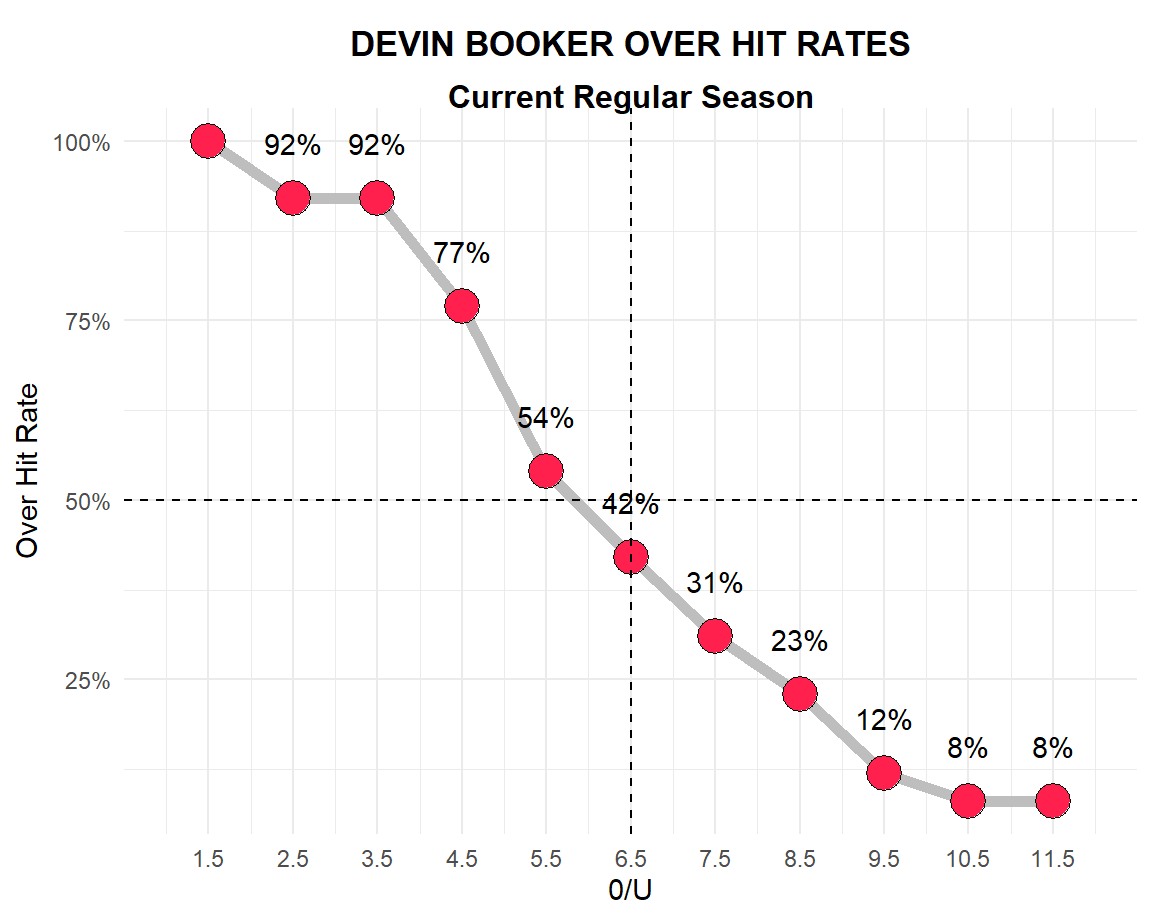 DEVIN BOOKER OVER HIT RATES
Current Regular Season
Over Hit Rate
100%
75%
50%
25%
92%
92%
77%
54%
42%
31%
23%
12%
8%
8%
1.5 2.5 3.5 4.5 5.5 6.5 7.5 8.5 9.5 10.5 11.5
0/U